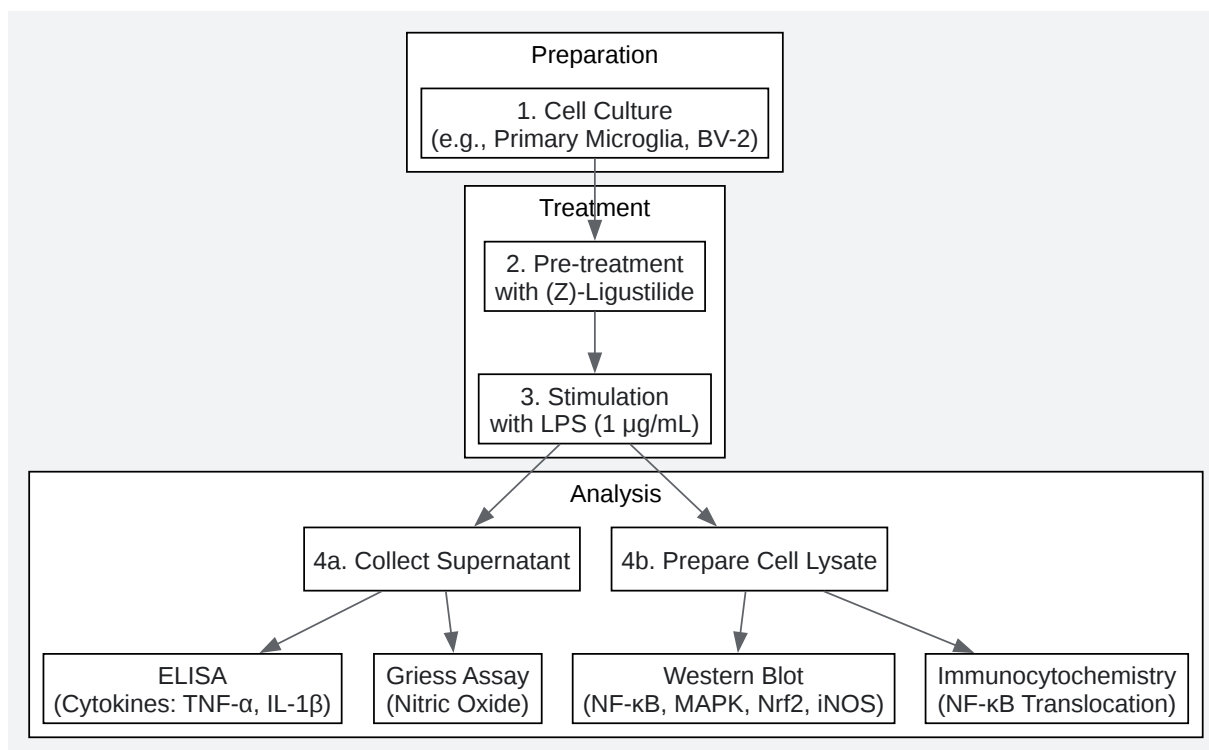 Preparation
1. Cell Culture
(e.g., Primary Microglia, BV-2)
Treatment
2. Pre-treatment
with (Z)-Ligustilide
3. Stimulation
with LPS (1 μg/mL)
Analysis
4a. Collect Supernatant
4b. Prepare Cell Lysate
ELISA
(Cytokines: TNF-α, IL-1β)
Griess Assay
(Nitric Oxide)
Western Blot
(NF-κB, MAPK, Nrf2, iNOS)
Immunocytochemistry
(NF-κB Translocation)